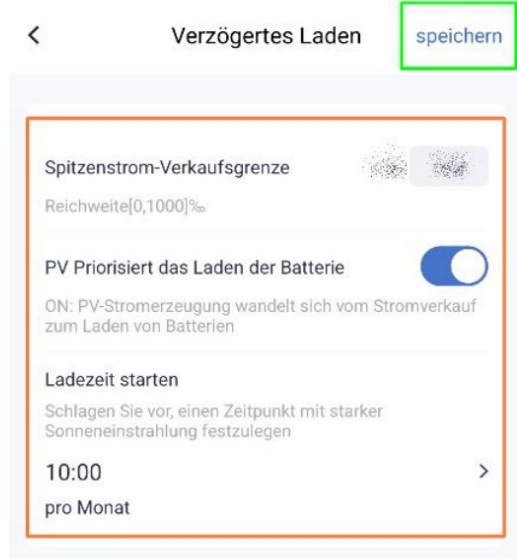 Verzögertes Laden
speichern
Spitzenstrom-Verkaufsgrenze
Reichweite[0,1000]‰
PV Priorisiert das Laden der Batterie
ON: PV-Stromerzeugung wandelt sich vom Stromverkauf
zum Laden von Batterien
Ladezeit starten
Schlagen Sie vor, einen Zeitpunkt mit starker
Sonneneinstrahlung festzulegen
10:00
pro Monat